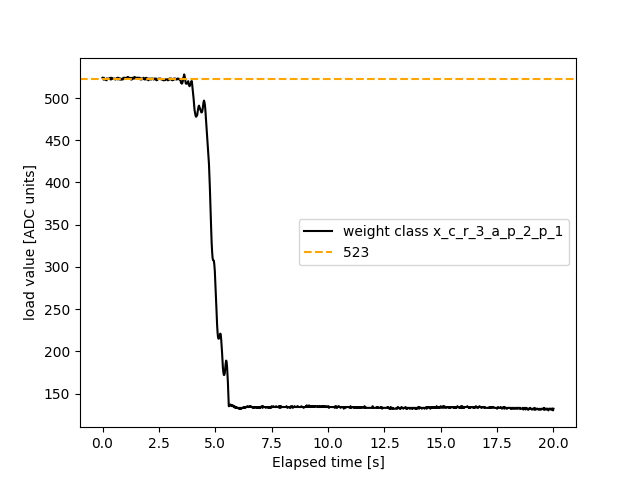 500
450
400
350
300
250
200
150
load value [ADC units]
weight class x_c_r_3_a_p_2_p_1
523
0.0 2.5 5.0 7.5 10.0 12.5 15.0 17.5 20.0
Elapsed time [s]